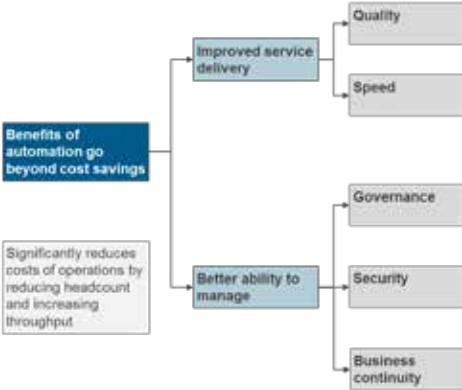 Quality
Improved service
delivery
Speed
Benefits of
automation go
beyond cost savings
Governance
Significantly reduces
costs of operations by
reducing headcount
and increasing
throughput
Better ability to
manage
Security
Business
continuity